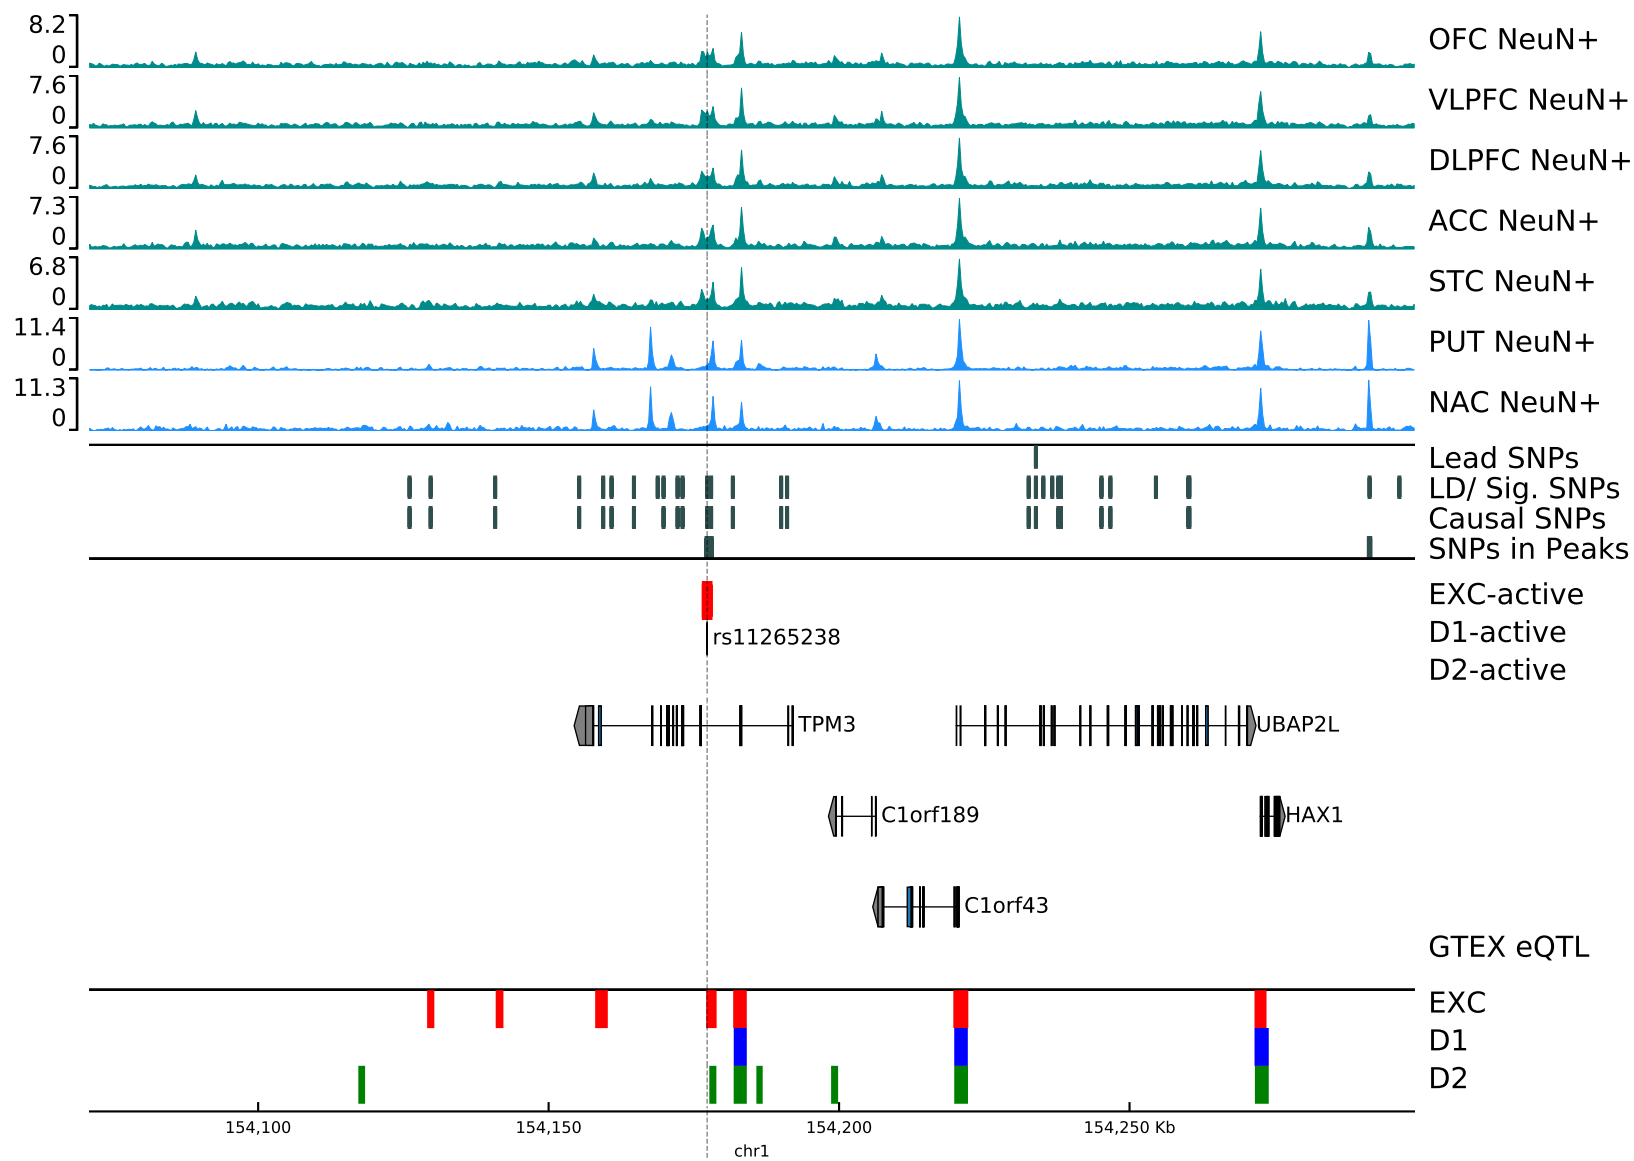 8.2
0
OFC NeuN+
7.6
0
VLPFC NeuN+
7.6
0
DLPFC NeuN+
7.3
0
ACC NeuN+
6.8
0
STC NeuN+
11.4
0
PUT NeuN+
11.3
0
NAC NeuN+
Lead SNPs
LD/ Sig. SNPs
Causal SNPs
SNPs in Peaks
EXC-active
rs11265238
D1-active
D2-active
TPM3
UBAP2L
C1orf189
HAX1
C1orf43
GTEX eQTL
EXC
D1
D2
154,100
154,150
154,200
154,250 Kb
chr1